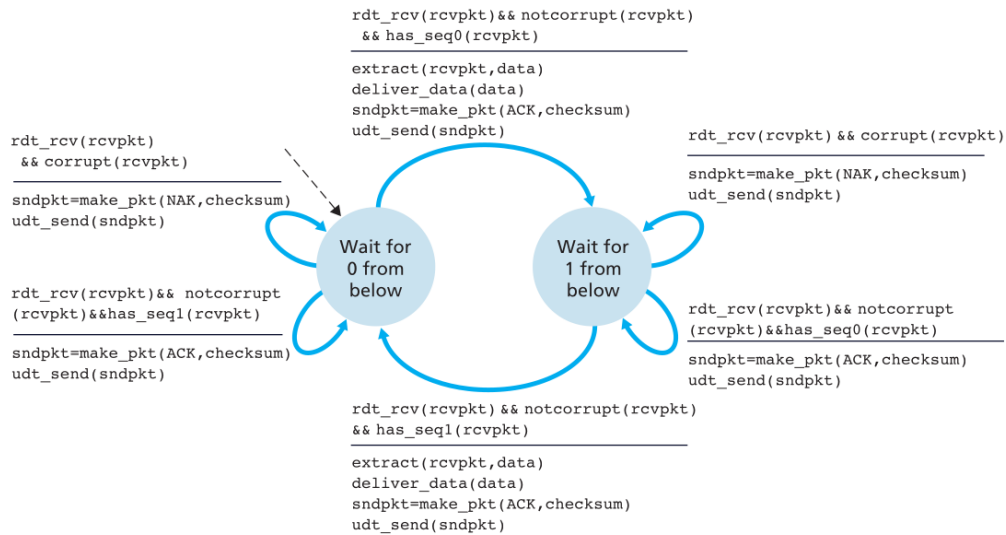 rdt_rcv(rcvpkt)&& notcorrupt(rcvpkt)
&& has_seq0(rcvpkt)
extract(rcvpkt,data)
deliver_data(data)
sndpkt=make_pkt(ACK,checksum)
udt_send(sndpkt)
rdt_rcv(rcvpkt)
&& corrupt(rcvpkt)
sndpkt=make_pkt(NAK,checksum)
udt_send(sndpkt)
rdt_rcv(rcvpkt) && corrupt(rcvpkt)
sndpkt=make_pkt(NAK,checksum)
udt_send(sndpkt)
Wait for
0 from
below
Wait for
1 from
below
rdt_rcv(rcvpkt)&& notcorrupt
(rcvpkt)&&has_seq1(rcvpkt)
sndpkt=make_pkt(ACK,checksum)
udt_send(sndpkt)
rdt_rcv(rcvpkt)&& notcorrupt
(rcvpkt)&&has_seq0(rcvpkt)
sndpkt=make_pkt(ACK,checksum)
udt_send(sndpkt)
rdt_rcv(rcvpkt) && notcorrupt(rcvpkt)
&& has_seq1(rcvpkt)
extract(rcvpkt,data)
deliver_data(data)
sndpkt=make_pkt(ACK,checksum)
udt_send(sndpkt)